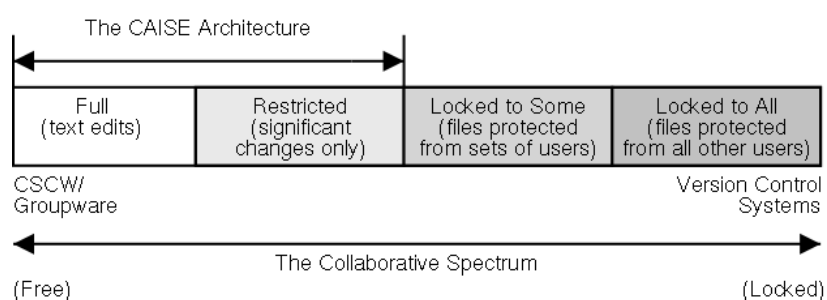 The CAISE Architecture
Full
(text edits)
Restricted
(significant
changes only)
Locked to Some
(files protected
from sets of users)
Locked to All
(files protected
from all other users)
CSCW/
Groupware
Version Control
Systems
The Collaborative Spectrum
(Free)
(Locked)